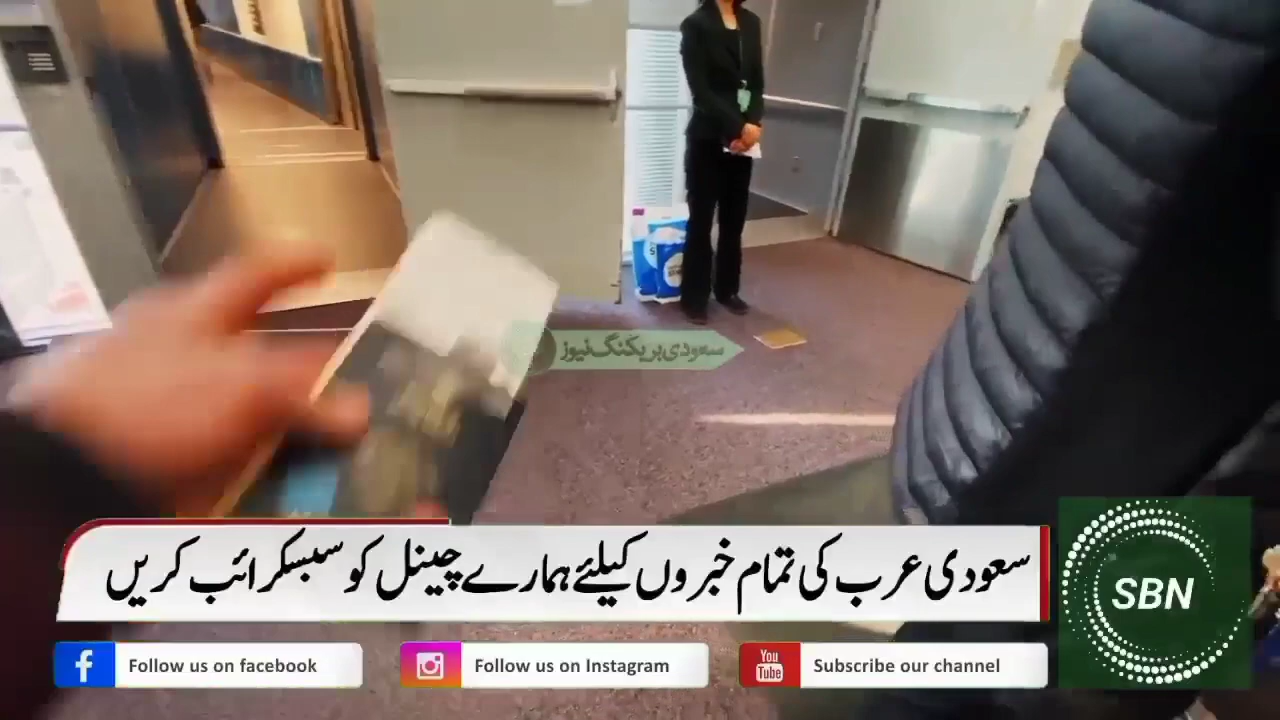 سعودی بریکنگ نیوز
سعودی عرب کی تمام خبروں کیلئے ہمارے چینل کو سبسکرائب کریں
SBN
Follow us on facebook
Follow us on Instagram
You Tube
Subscribe our channel